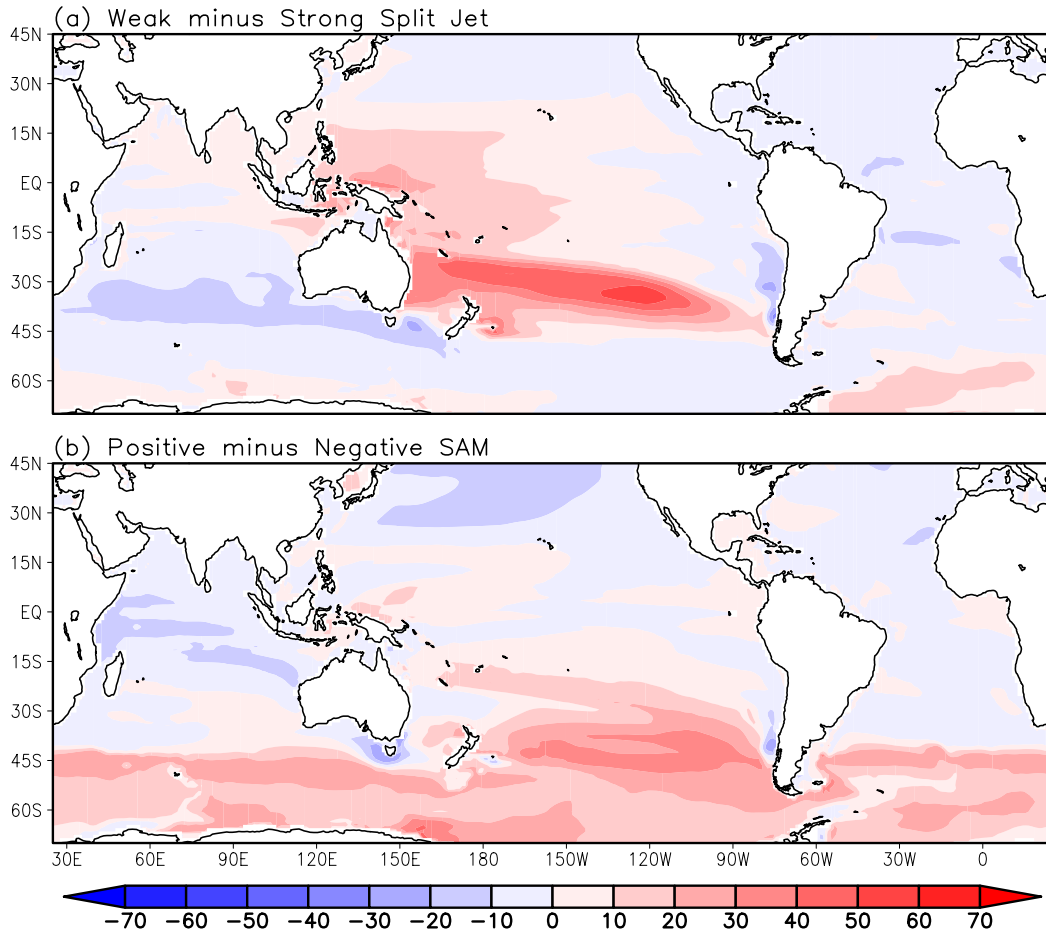 (a) Weak minus Strong Split Jet
45N
30N
15N
EQ
15S
30S
45S
60S
(b) Positive minus Negative SAM
45N
30N
15N
EQ
15S
30S
45S
60S
30E 60E 90E 120E 150E 180 150W 120W 90W 60W 30W 0
-70 -60 -50 -40 -30 -20 -10 0 10 20 30 40 50 60 70